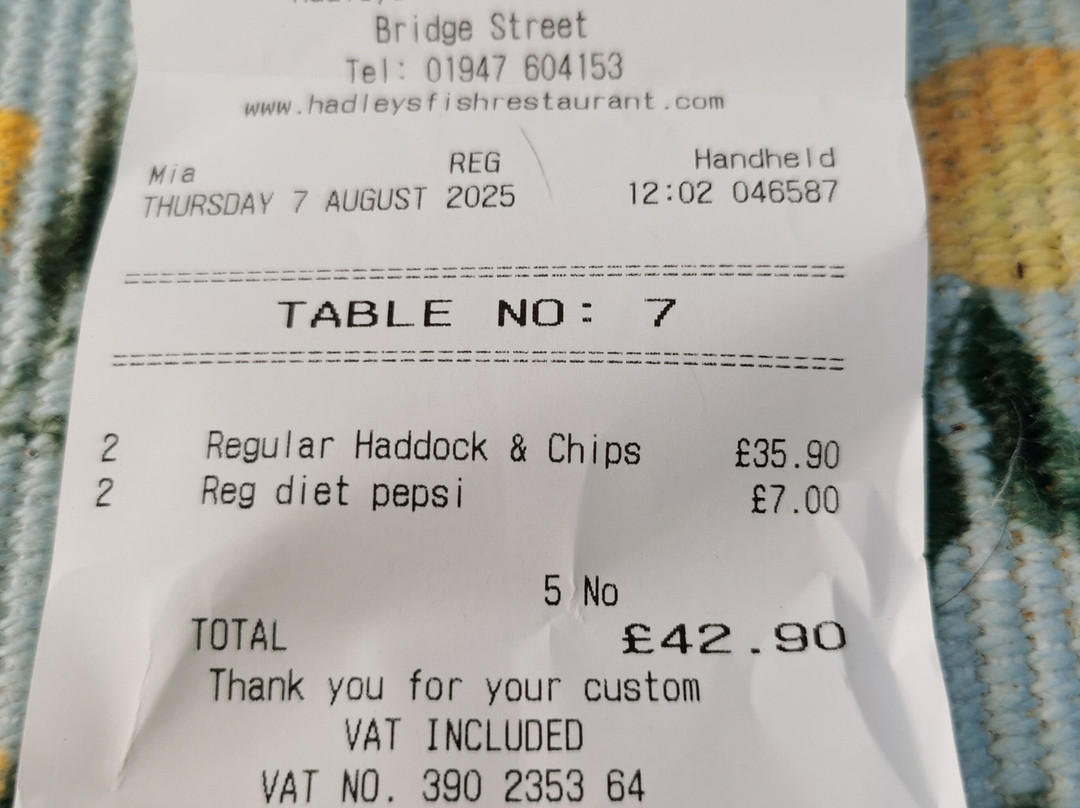 Bridge Street
Tel: 01947 604153
www.hadleysfishrestaurant.com
Mia REG Handheld
THURSDAY 7 AUGUST 2025 12:02 046587
TABLE NO: 7
2 Regular Haddock & Chips £35.90
2 Reg diet pepsi £7.00
5 No
TOTAL £42.90
Thank you for your custom
VAT INCLUDED
VAT NO. 390 2353 64